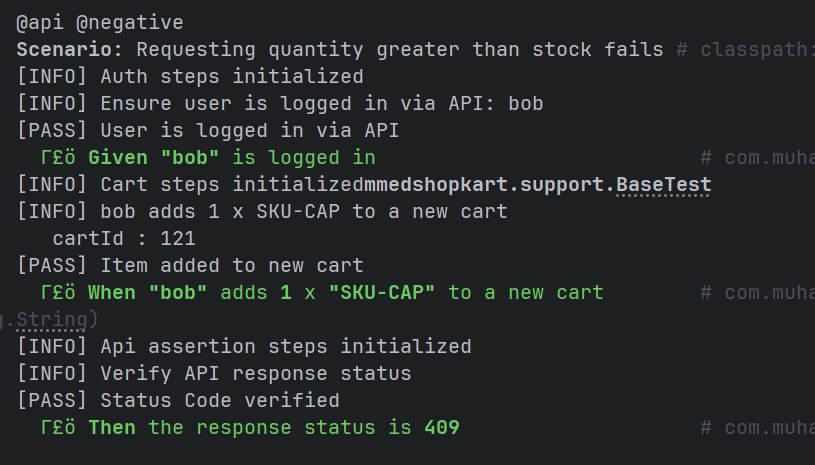 @api @negative
Scenario: Requesting quantity greater than stock fails # classpath:
[INFO] Auth steps initialized
[INFO] Ensure user is logged in via API: bob
[PASS] User is logged in via API
Γ£ö Given "bob" is logged in # com.muha
[INFO] Cart steps initializedmmedshopkart.support.BaseTest
[INFO] bob adds 1 x SKU-CAP to a new cart
cartId : 121
[PASS] Item added to new cart
Γ£ö When "bob" adds 1 x "SKU-CAP" to a new cart # com.muha
g.String)
[INFO] Api assertion steps initialized
[INFO] Verify API response status
[PASS] Status Code verified
Γ£ö Then the response status is 409 # com.muha